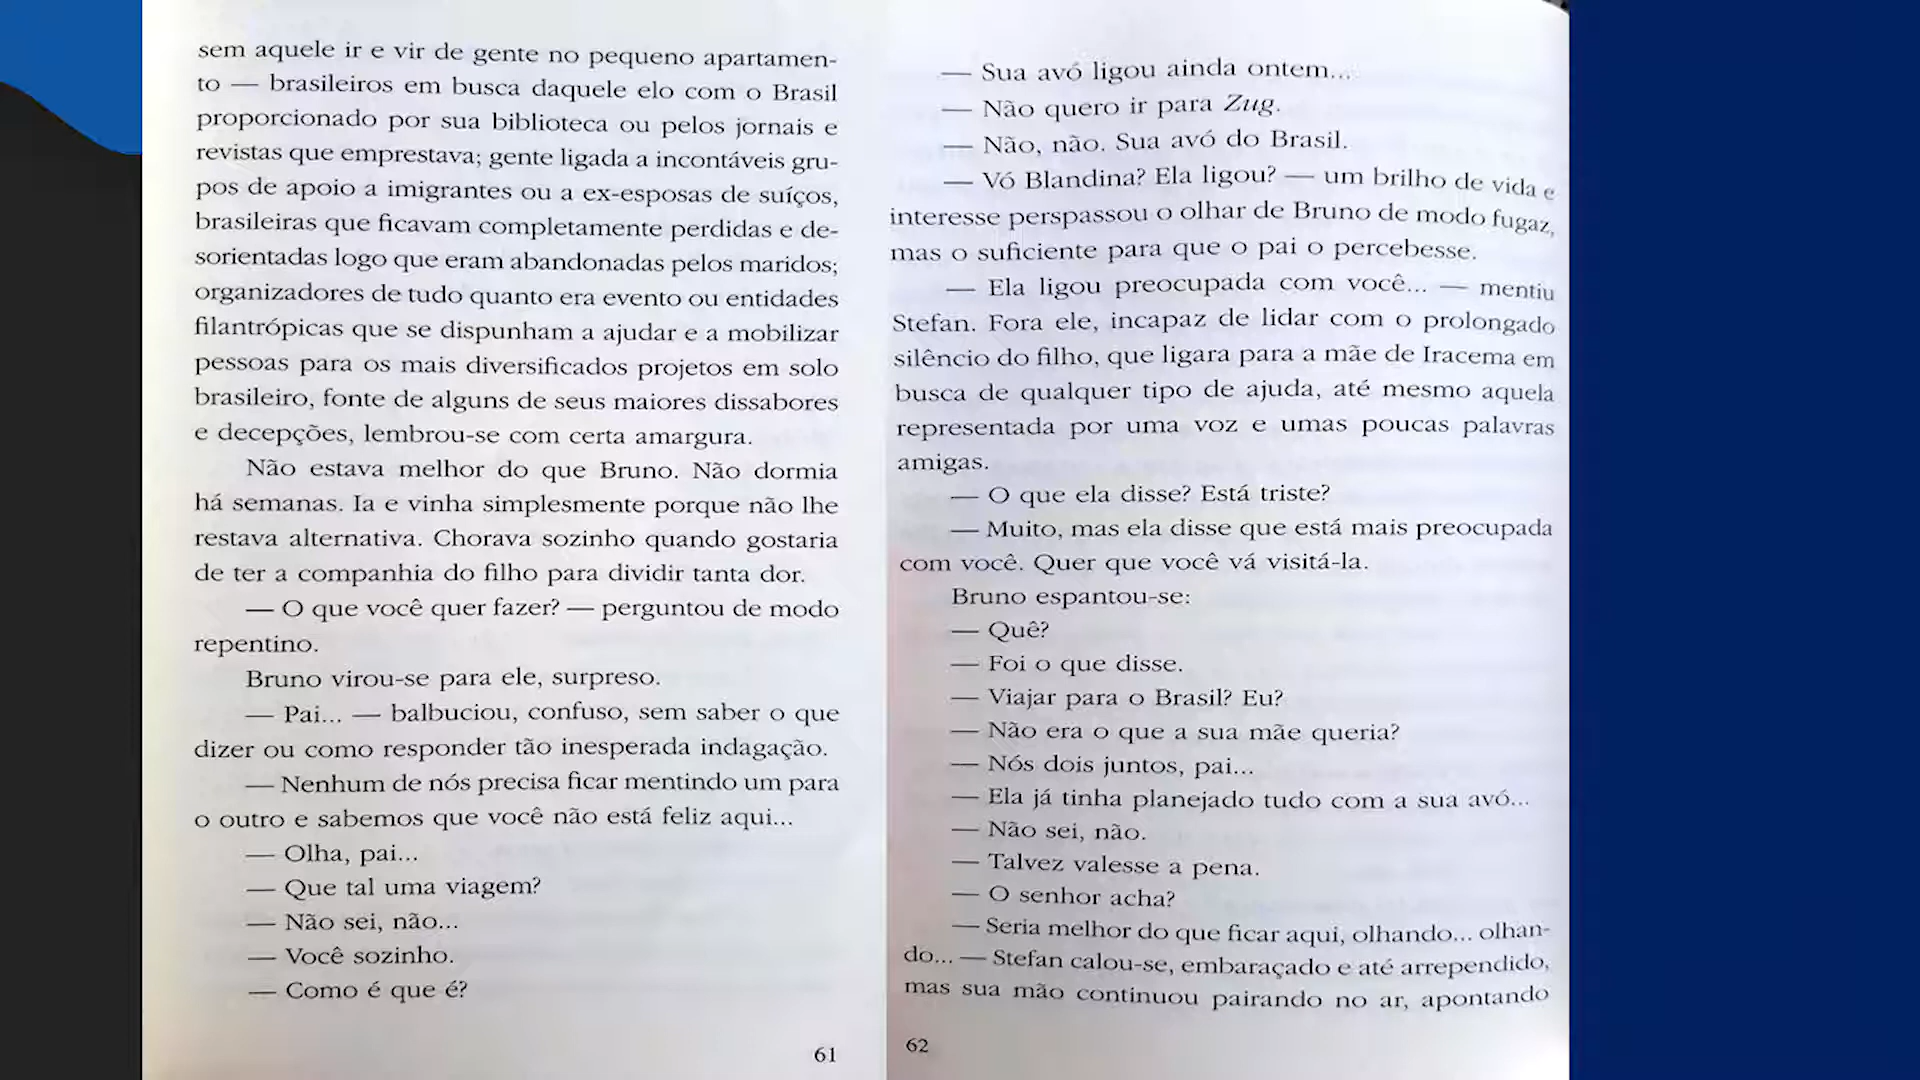 sem aquele ir e vir de gente no pequeno apartamen-
to — brasileiros em busca daquele elo com o Brasil
proporcionado por sua biblioteca ou pelos jornais e
revistas que emprestava; gente ligada a incontáveis gru-
pos de apoio a imigrantes ou a ex-esposas de suíços,
brasileiras que ficavam completamente perdidas e de-
sorientadas logo que eram abandonadas pelos maridos;
organizadores de tudo quanto era evento ou entidades
filantrópicas que se dispunham a ajudar e a mobilizar
pessoas para os mais diversificados projetos em solo
brasileiro, fonte de alguns de seus maiores dissabores
e decepções, lembrou-se com certa amargura.
Não estava melhor do que Bruno. Não dormia
há semanas. Ia e vinha simplesmente porque não lhe
restava alternativa. Chorava sozinho quando gostaria
de ter a companhia do filho para dividir tanta dor.
— O que você quer fazer? — perguntou de modo
repentino.
Bruno virou-se para ele, surpreso.
— Pai... — balbuciou, confuso, sem saber o que
dizer ou como responder tão inesperada indagação.
— Nenhum de nós precisa ficar mentindo um para
o outro e sabemos que você não está feliz aqui...
— Olha, pai...
— Que tal uma viagem?
— Não sei, não...
— Você sozinho.
— Como é que é?
61
— Sua avó ligou ainda ontem...
— Não quero ir para Zug.
— Não, não. Sua avó do Brasil.
— Vó Blandina? Ela ligou? — um brilho de vida e
interesse perspassou o olhar de Bruno de modo fugaz,
mas o suficiente para que o pai o percebesse.
— Ela ligou preocupada com você... — mentiu
Stefan. Fora ele, incapaz de lidar com o prolongado
silêncio do filho, que ligara para a mãe de Iracema em
busca de qualquer tipo de ajuda, até mesmo aquela
representada por uma voz e umas poucas palavras
amigas.
— O que ela disse? Está triste?
— Muito, mas ela disse que está mais preocupada
com você. Quer que você vá visitá-la.
Bruno espantou-se:
— Quê?
— Foi o que disse.
— Viajar para o Brasil? Eu?
— Não era o que a sua mãe queria?
— Nós dois juntos, pai...
— Ela já tinha planejado tudo com a sua avó...
— Não sei, não.
— Talvez valesse a pena.
— O senhor acha?
— Seria melhor do que ficar aqui, olhando... olhan-
do... — Stefan calou-se, embaraçado e até arrependido,
mas sua mão continuou pairando no ar, apontando
62